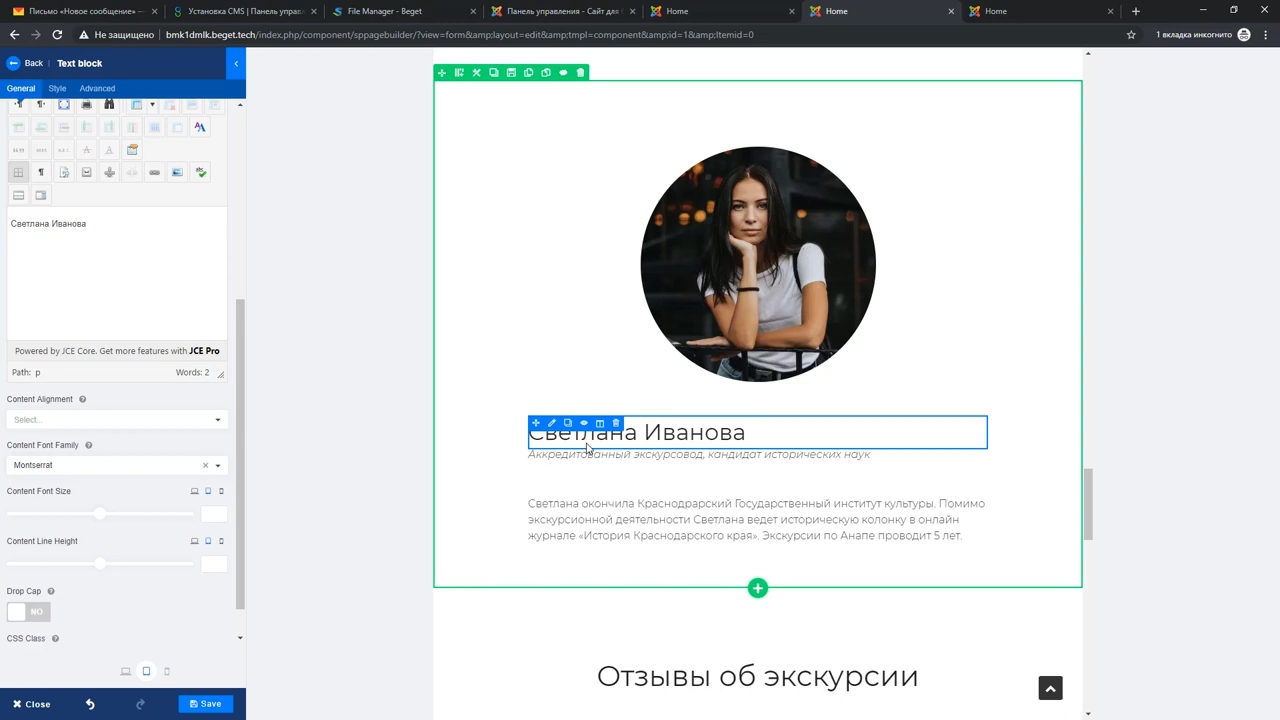 Письмо «Новое сообщение» —
Установка CMS | Панель управ
File Manager - Beget
Панель управления - Сайт для
Home
Home
Home
Не защищено
bmk1dmlk.beget.tech/index.php/component/sppagebuilder/?view=form&amp;layout=edit&amp;tmpl=component&amp;id=1&amp;Itemid=0
1 вкладка инкогнито
Back
Text block
General
Style
Advanced
Светлана Иванова
Powered by JCE Core. Get more features with JCE Pro
Path: p
Words: 2
Content Alignment
Select...
Content Font Family
Montserrat
Content Font Size
Content Line Height
Drop Cap
NO
CSS Class
Close
Save
Светлана Иванова
Аккредитованный экскурсовод, кандидат исторических наук
Светлана окончила Краснодрарский Государственный институт культуры. Помимо
экскурсионной деятельности Светлана ведет историческую колонку в онлайн
журнале «История Краснодарского края». Экскурсии по Анапе проводит 5 лет.
Отзывы об экскурсии